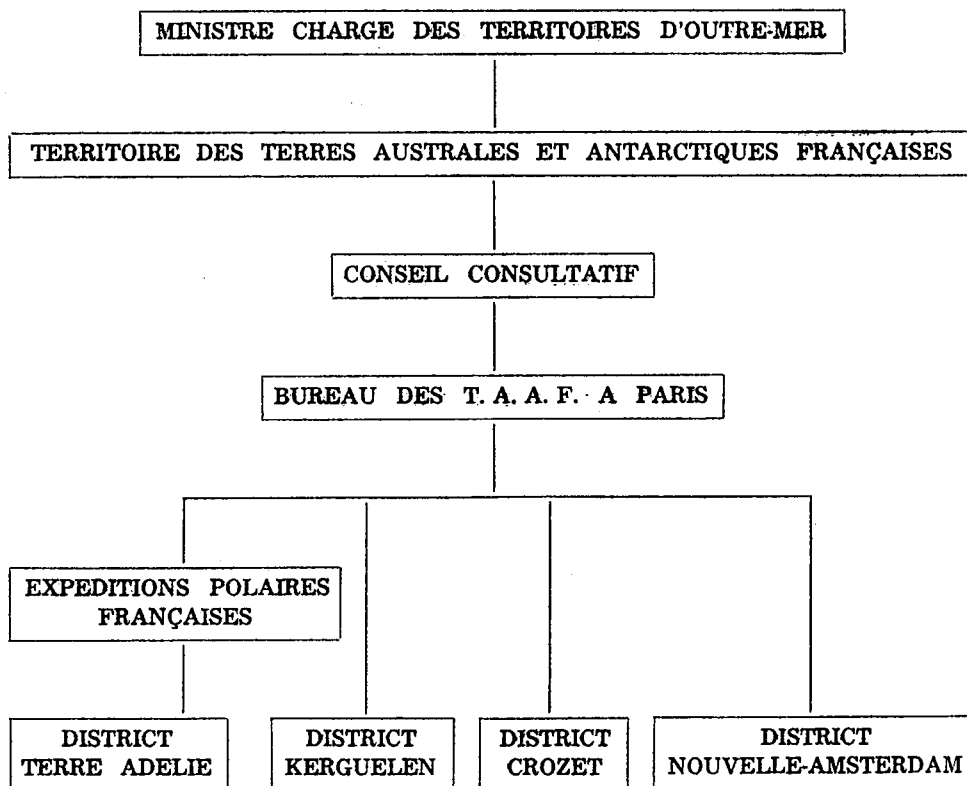 MINISTRE CHARGE DES TERRITOIRES D'OUTRE-MER
TERRITOIRE DES TERRES AUSTRALES ET ANTARCTIQUES FRANÇAISES
CONSEIL CONSULTATIF
BUREAU DES T. A. A. F. A PARIS
EXPEDITIONS POLAIRES
FRANÇAISES
DISTRICT
TERRE ADELIE
DISTRICT
KERGUELEN
DISTRICT
CROZET
DISTRICT
NOUVELLE-AMSTERDAM